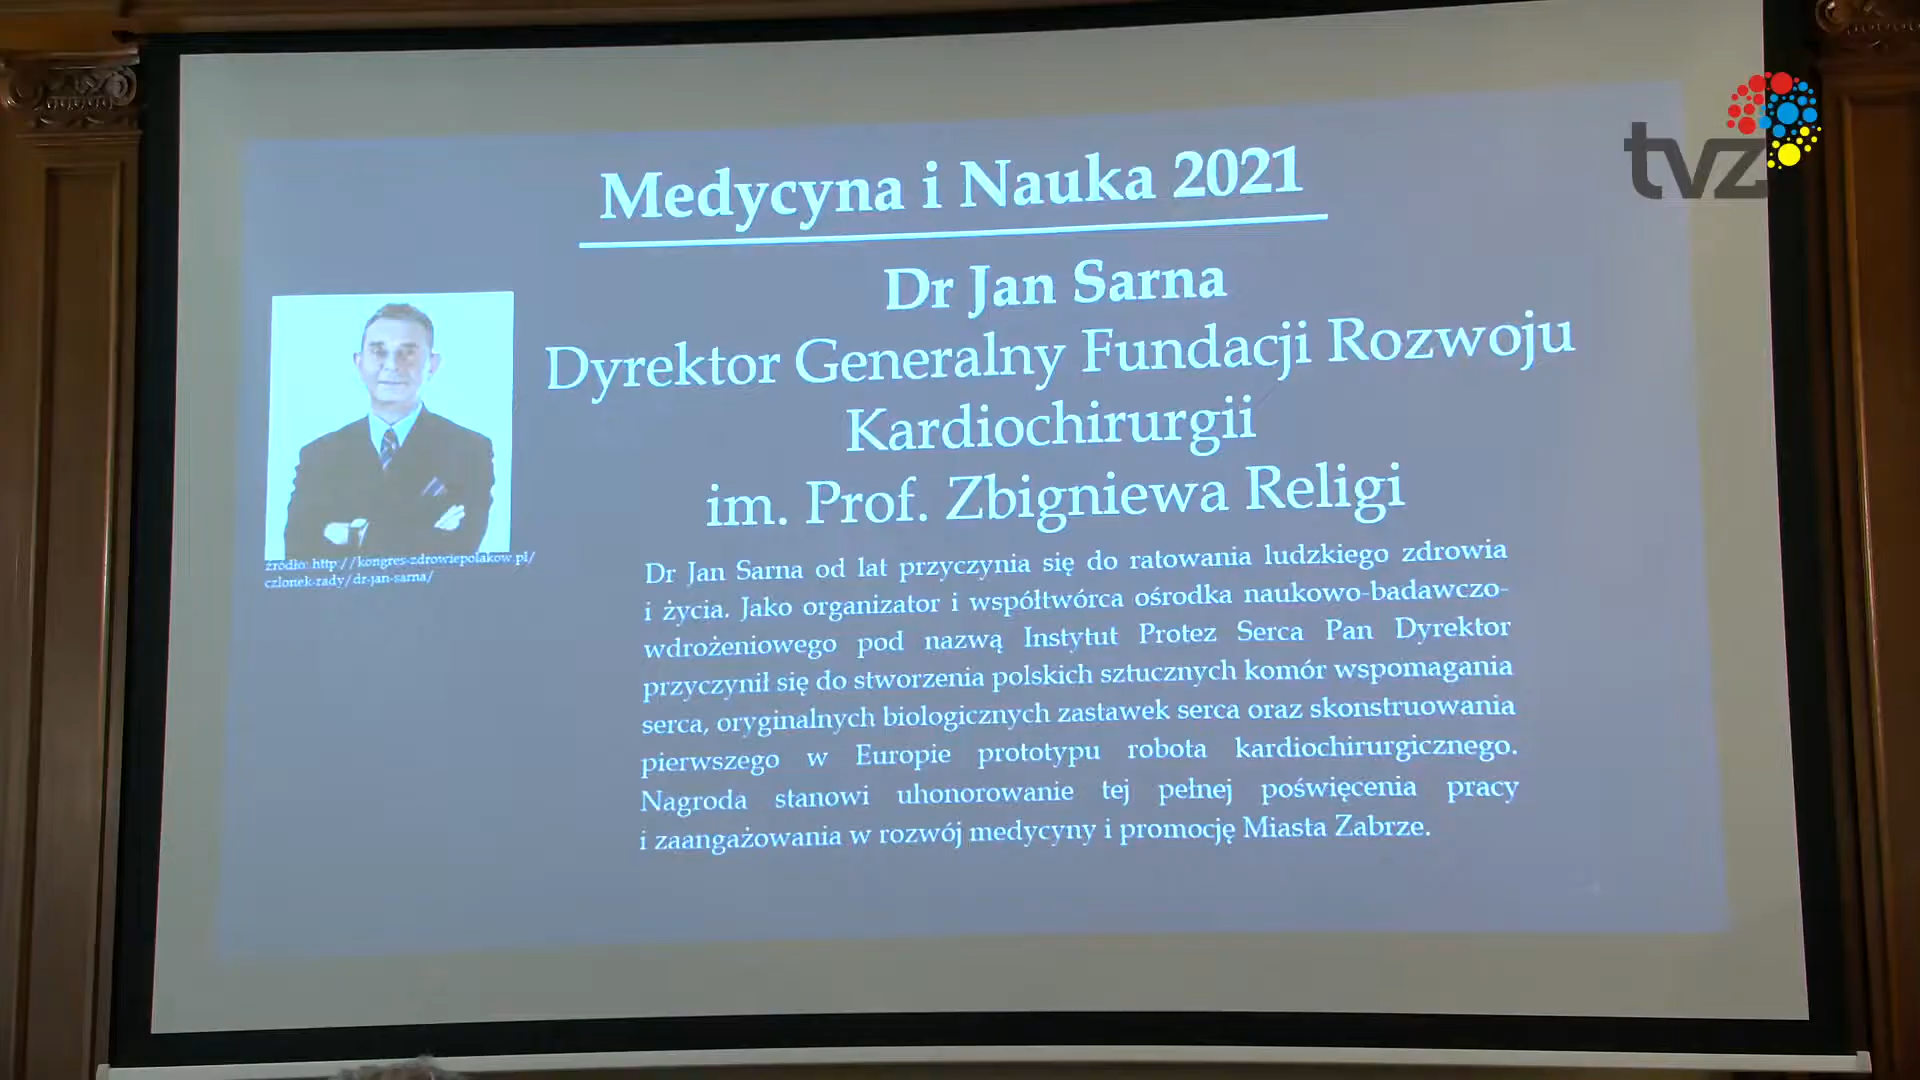 tvz
Medycyna i Nauka 2021
Dr Jan Sarna
Dyrektor Generalny Fundacji Rozwoju
Kardiochirurgii
im. Prof. Zbigniewa Religi
źródło: http://kongres-zdrowiepolakow.pl/
czlonek-rady/dr-jan-sarna/
Dr Jan Sarna od lat przyczynia się do ratowania ludzkiego zdrowia
i życia. Jako organizator i współtwórca ośrodka naukowo-badawczo-
wdrożeniowego pod nazwą Instytut Protez Serca Pan Dyrektor
przyczynił się do stworzenia polskich sztucznych komór wspomagania
serca, oryginalnych biologicznych zastawek serca oraz skonstruowania
pierwszego w Europie prototypu robota kardiochirurgicznego.
Nagroda stanowi uhonorowanie tej pełnej poświęcenia pracy
i zaangażowania w rozwój medycyny i promocję Miasta Zabrze.